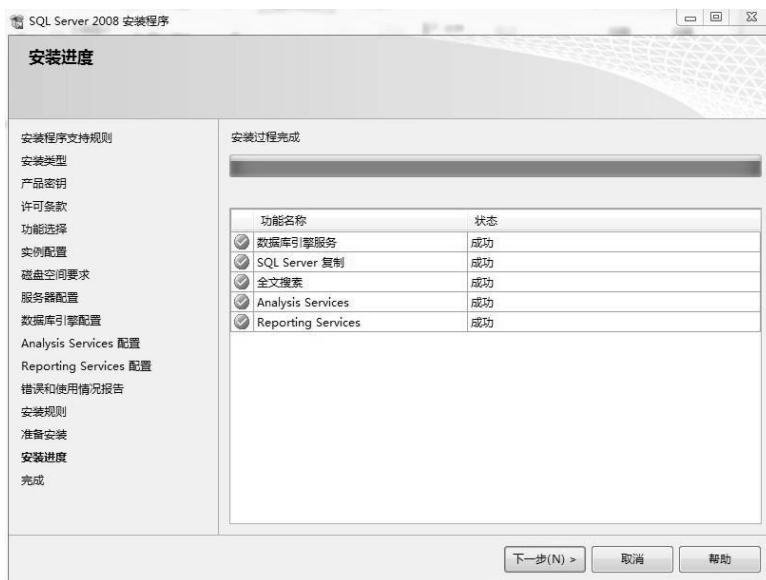 SQL Server 2008 安装程序
安装进度
安装程序支持规则
安装类型
产品密钥
许可条款
功能选择
实例配置
磁盘空间要求
服务器配置
数据库引擎配置
Analysis Services 配置
Reporting Services 配置
错误和使用情况报告
安装规则
准备安装
安装进度
完成
安装过程完成
功能名称 状态
数据库引擎服务 成功
SQL Server 复制 成功
全文搜索 成功
Analysis Services 成功
Reporting Services 成功
下一步(N) > 取消 帮助